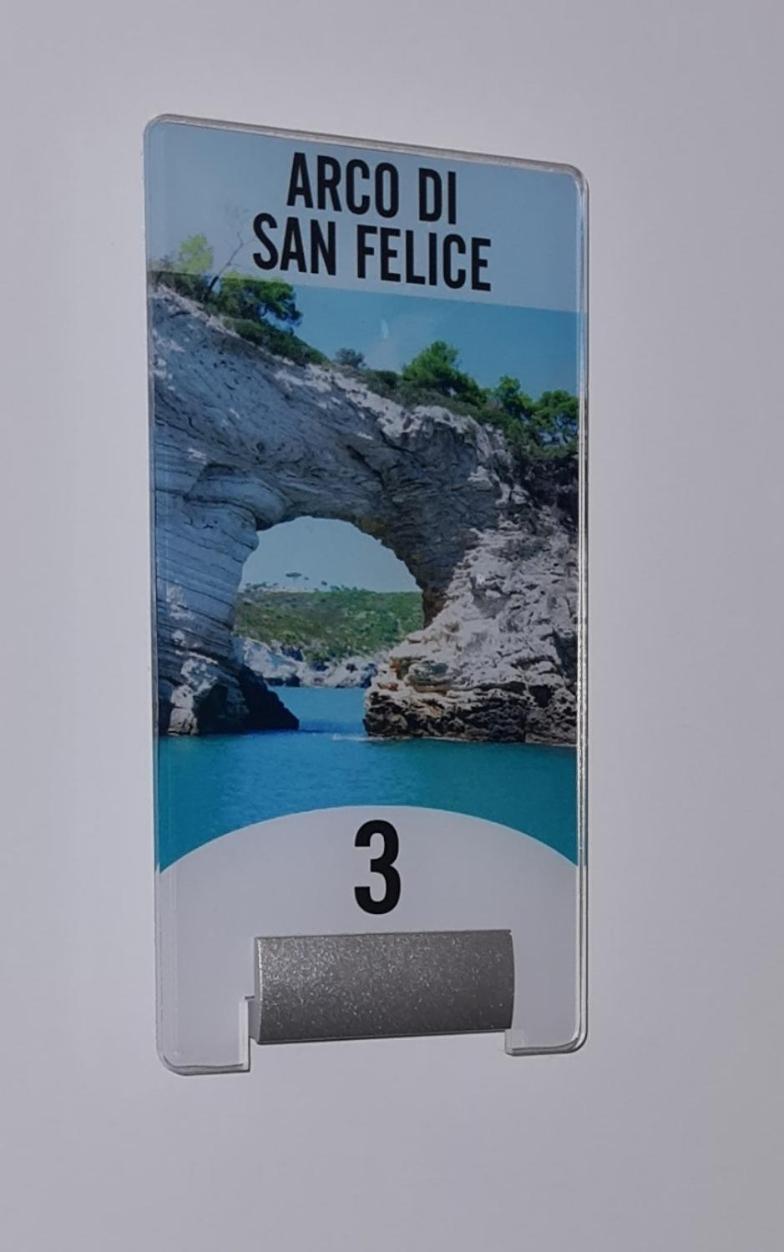 ARCO DI
SAN FELICE
3